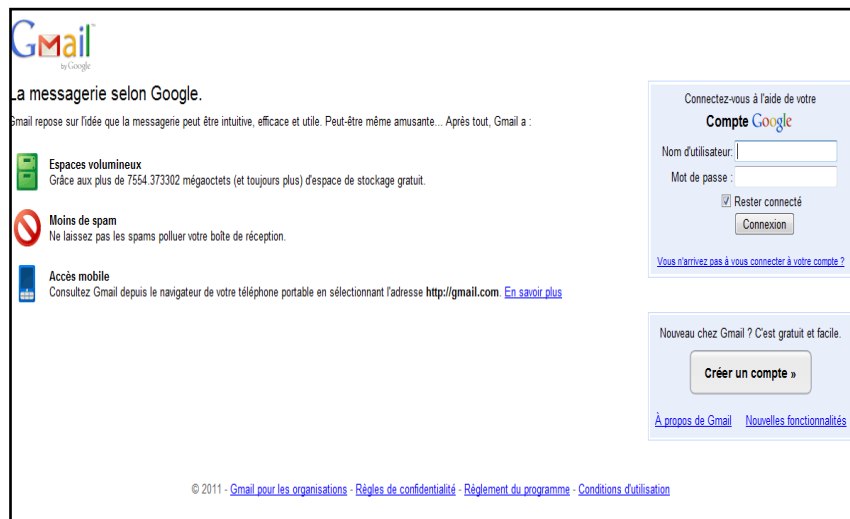 Gmail
by Google
La messagerie selon Google.
Gmail repose sur l'idée que la messagerie peut être intuitive, efficace et utile. Peut-être même amusante... Après tout, Gmail a :
Espaces volumineux
Grâce aux plus de 7554.373302 mégaoctets (et toujours plus) d'espace de stockage gratuit.
Moins de spam
Ne laissez pas les spams polluer votre boîte de réception.
Accès mobile
Consultez Gmail depuis le navigateur de votre téléphone portable en sélectionnant l'adresse http://gmail.com. En savoir plus
Connectez-vous à l'aide de votre
Compte Google
Nom d'utilisateur:
Mot de passe :
Rester connecté
Connexion
Vous n'arrivez pas à vous connecter à votre compte ?
Nouveau chez Gmail ? C'est gratuit et facile.
Créer un compte »
À propos de Gmail Nouvelles fonctionnalités
© 2011 - Gmail pour les organisations - Règles de confidentialité - Règlement du programme - Conditions d'utilisation